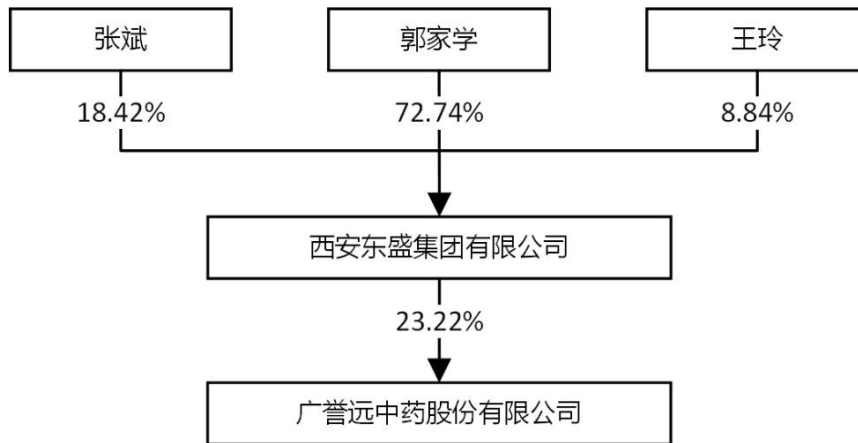 张斌
郭家学
王玲
18.42%
72.74%
8.84%
西安东盛集团有限公司
23.22%
广誉远中药股份有限公司